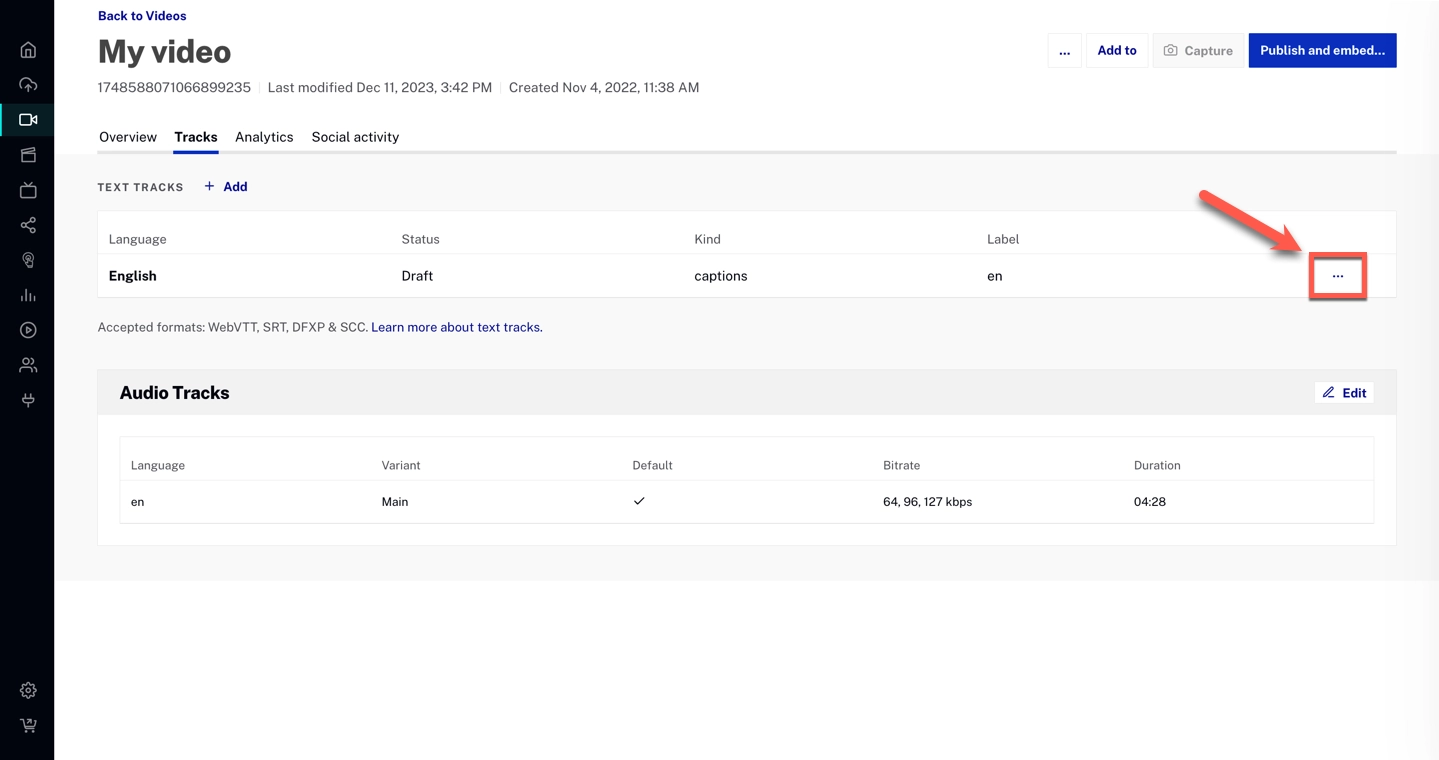 Back to Videos
My video
... Add to Capture Publish and embed...
1748588071066899235 Last modified Dec 11, 2023, 3:42 PM Created Nov 4, 2022, 11:38 AM
Overview Tracks Analytics Social activity
TEXT TRACKS + Add
Language Status Kind Label
English Draft captions en ...
Accepted formats: WebVTT, SRT, DFXP & SCC. Learn more about text tracks.
Audio Tracks Edit
Language Variant Default Bitrate Duration
en Main ✓ 64, 96, 127 kbps 04:28